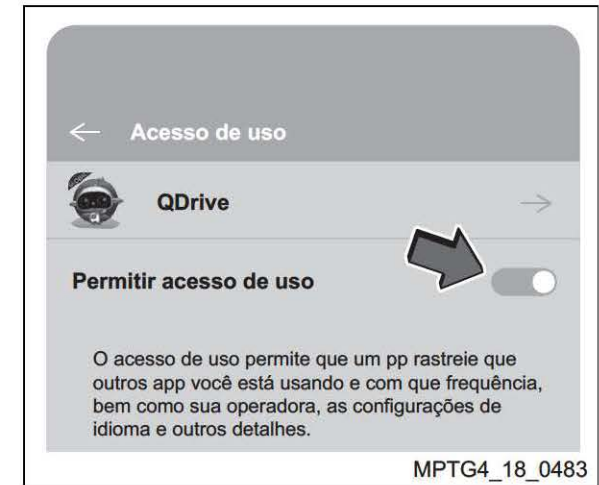 Acesso de uso
QDrive
Permitir acesso de uso
O acesso de uso permite que um pp rastreie que
outros app você está usando e com que frequência,
bem como sua operadora, as configurações de
idioma e outros detalhes.
MPTG4_18_0483